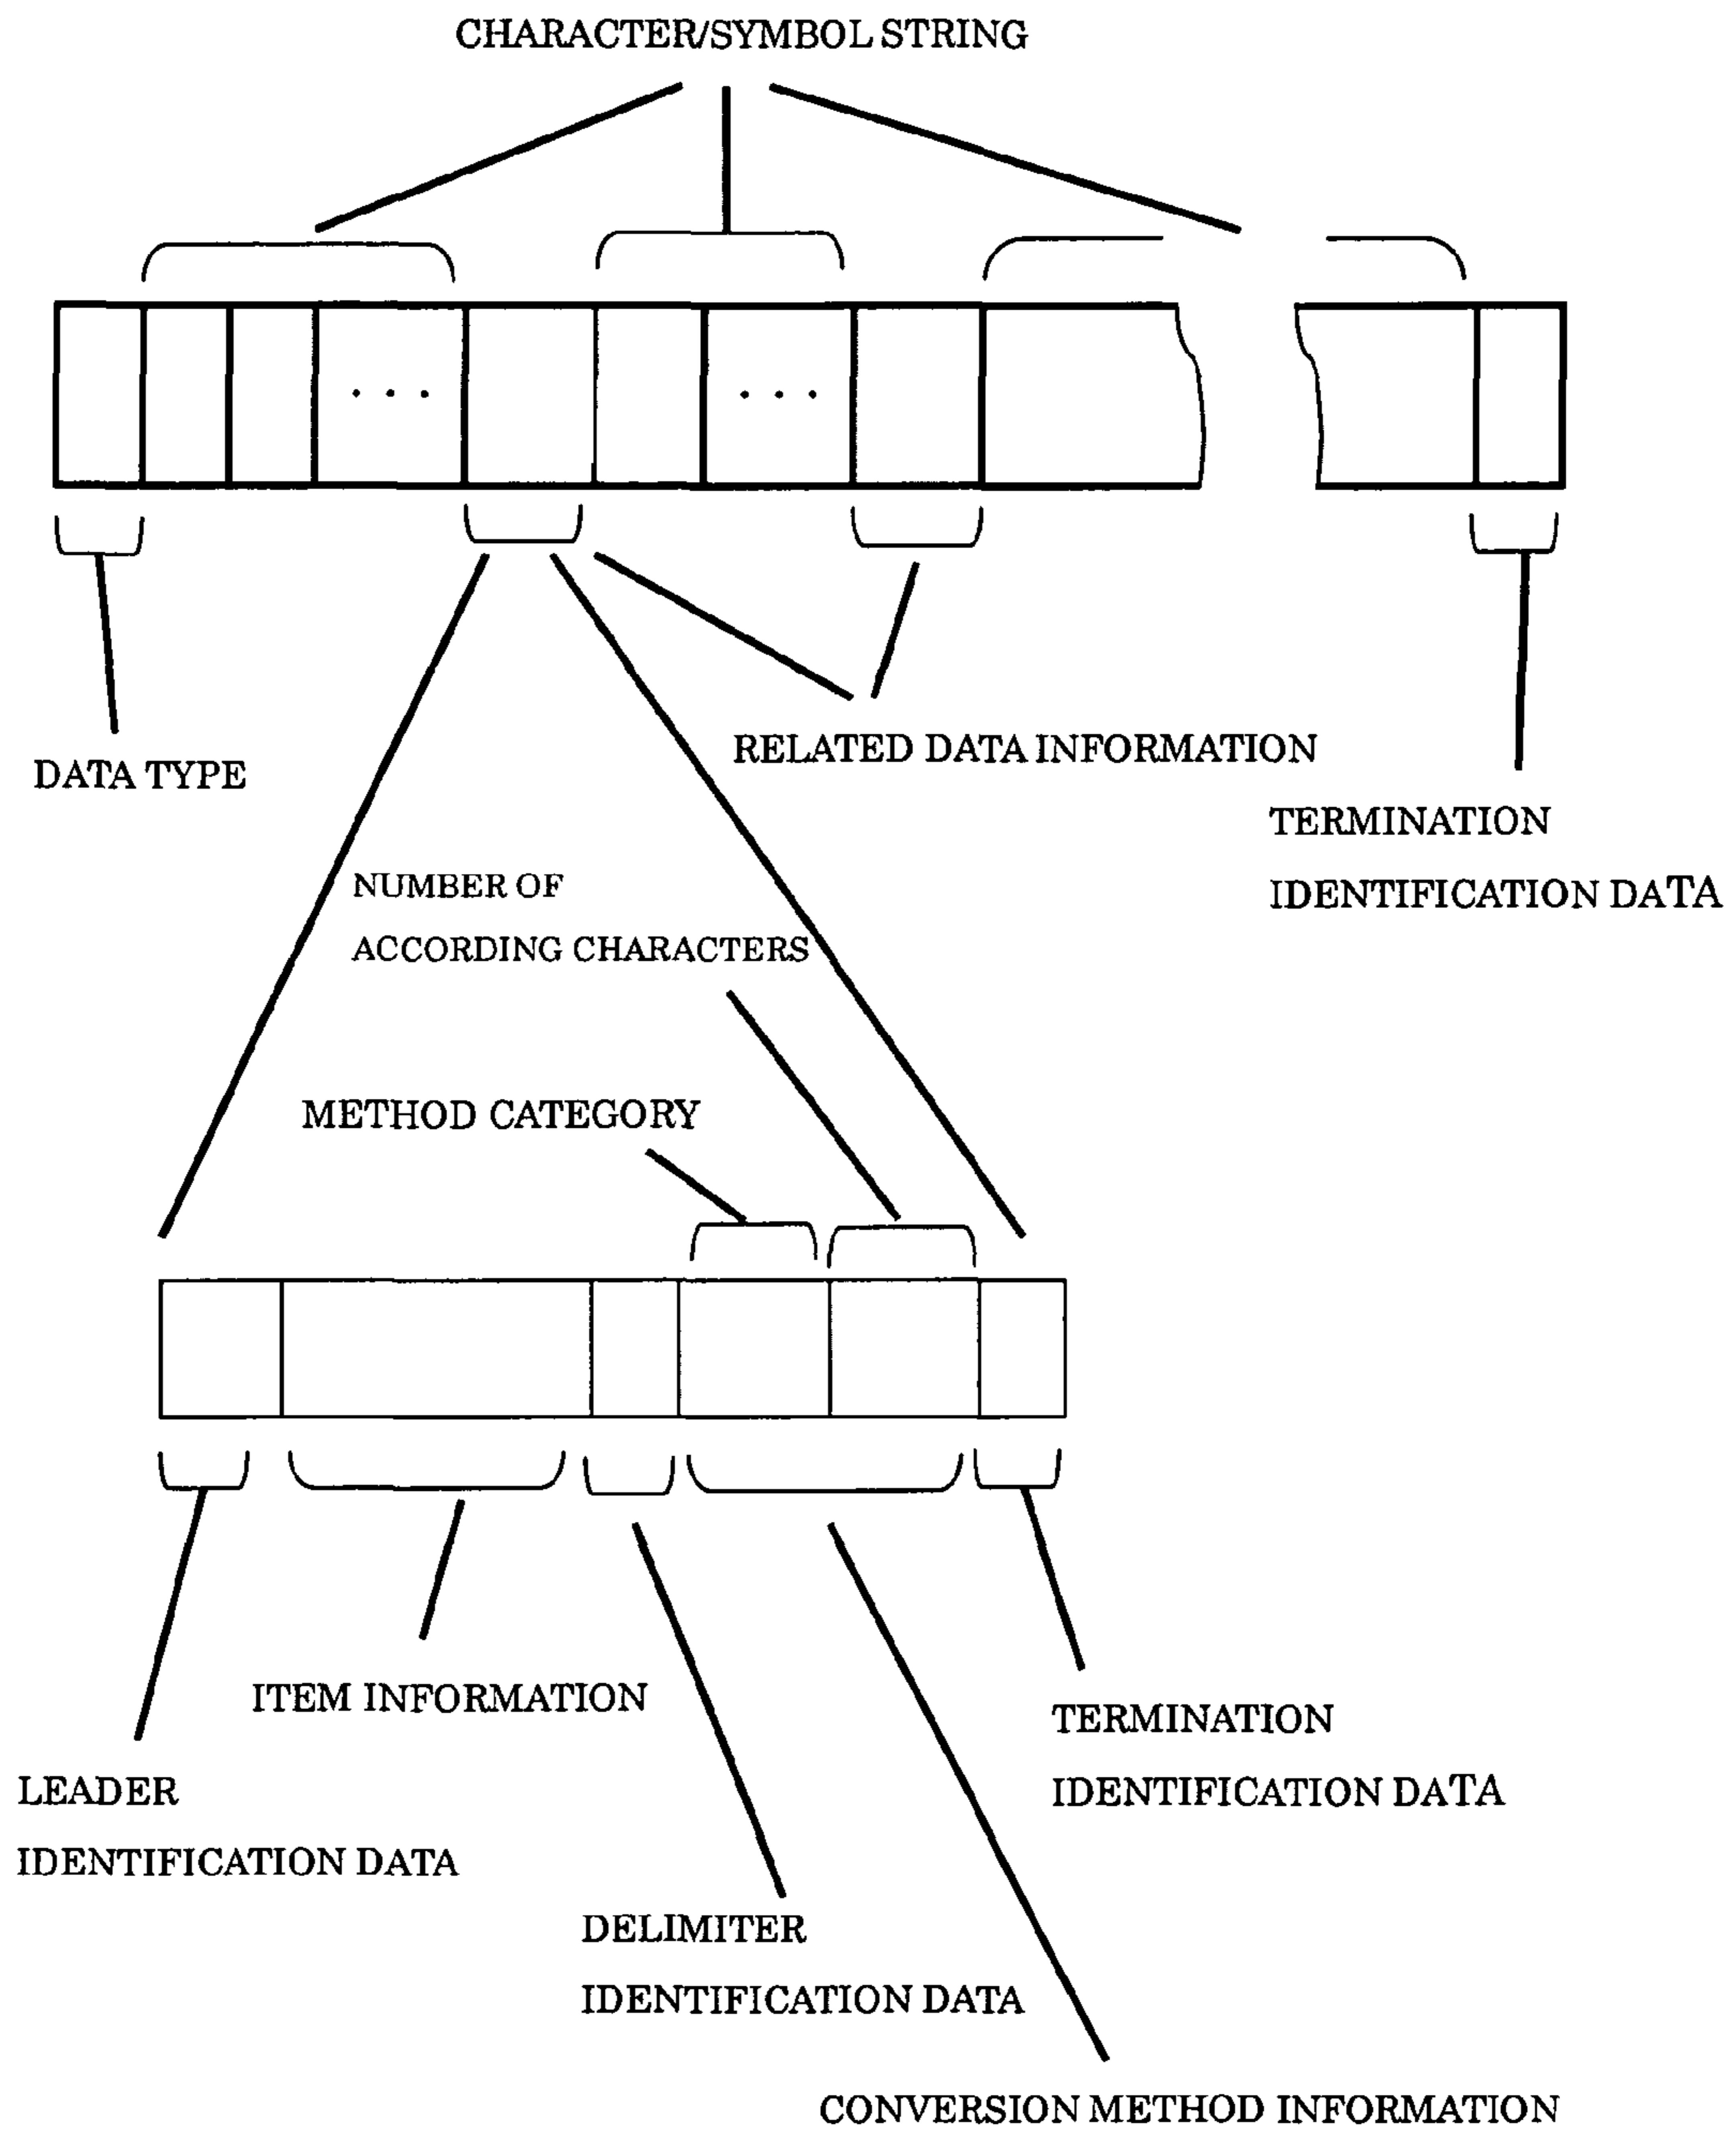 CHARACTER/SYMBOL STRING
DATA TYPE
RELATED DATA INFORMATION
TERMINATION
IDENTIFICATION DATA
NUMBER OF
ACCORDING CHARACTERS
METHOD CATEGORY
ITEM INFORMATION
LEADER
IDENTIFICATION DATA
TERMINATION
IDENTIFICATION DATA
DELIMITER
IDENTIFICATION DATA
CONVERSION METHOD INFORMATION